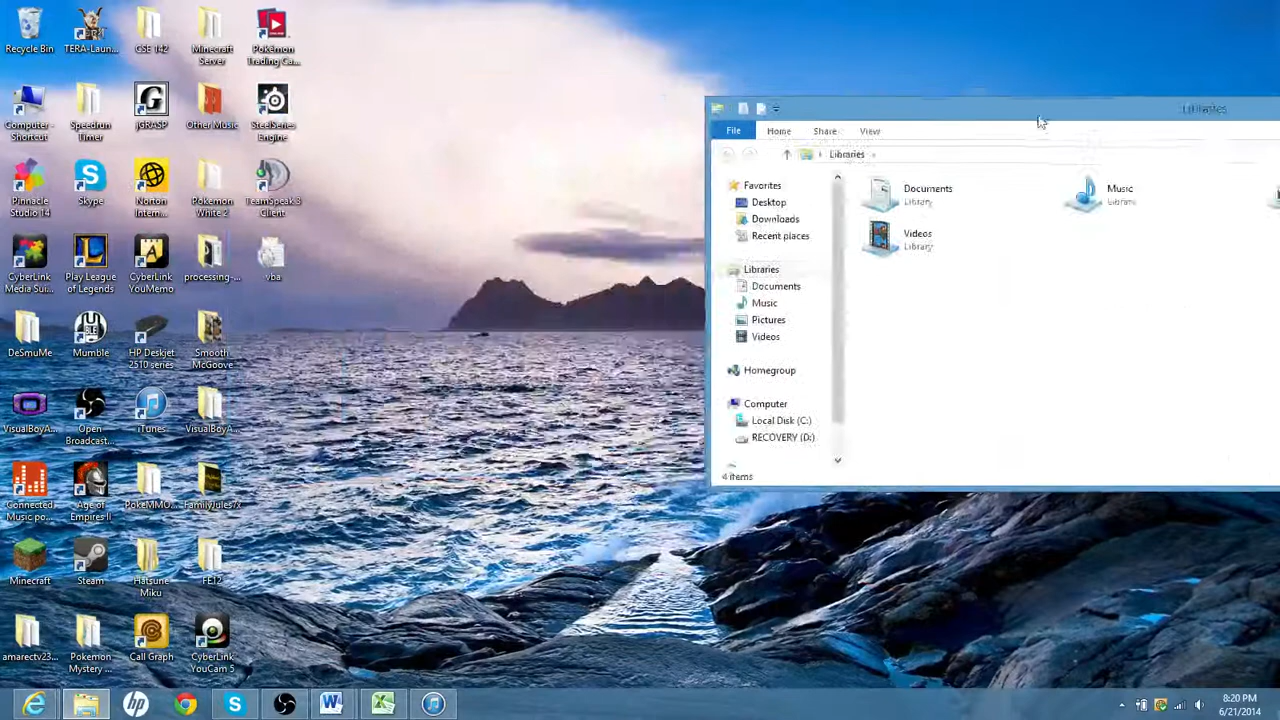 Recycle Bin
TERA-Laun...
CSE 142
Minecraft
Server
Pokémon
Trading Ca...
Computer -
Shortcut
Speedrun
Timer
jGRASP
Other Music
SteelSeries
Engine
Pinnacle
Studio 14
Skype
Norton
Intern...
Pokemon
White 2
TeamSpeak 3
Client
CyberLink
Media Sui...
Play League
of Legends
CyberLink
YouMemo
processing-...
vba
DeSmuMe
Mumble
HP Deskjet
2510 series
Smooth
McGroove
VisualBoyA...
Open
Broadcast...
iTunes
VisualBoyA...
Connected
Music po...
Age of
Empires II
PokeMMO...
FamilyJules7x
Minecraft
Steam
Hatsune
Miku
FE12
amarectv23...
Pokemon
Mystery ...
Call Graph
CyberLink
YouCam 5
Libraries
File Home Share View
Libraries
Favorites
Desktop
Downloads
Recent places
Libraries
Documents
Music
Pictures
Videos
Homegroup
Computer
Local Disk (C:)
RECOVERY (D:)
4 items
Documents
Library
Music
Library
Videos
Library
8:20 PM
6/21/2014